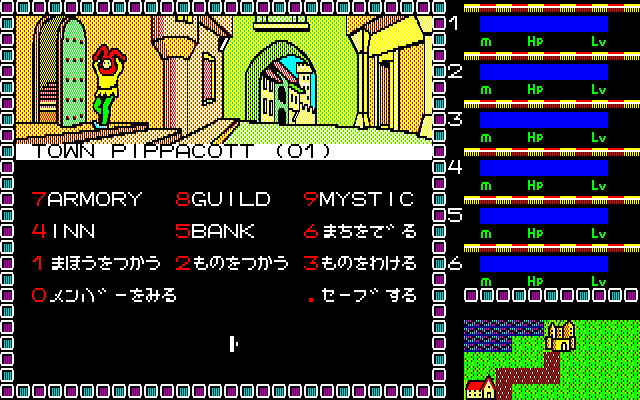 TOWN PIPPACOTT (01)
7ARMORY 8GUILD 9MYSTIC
4INN 5BANK 6まちをでる
1まほうをつかう 2ものをつかう 3ものをわける
0メンバーをみる .セーブする
1
m Hp Lv
2
m Hp Lv
3
m Hp Lv
4
m Hp Lv
5
m Hp Lv
6
m Hp Lv